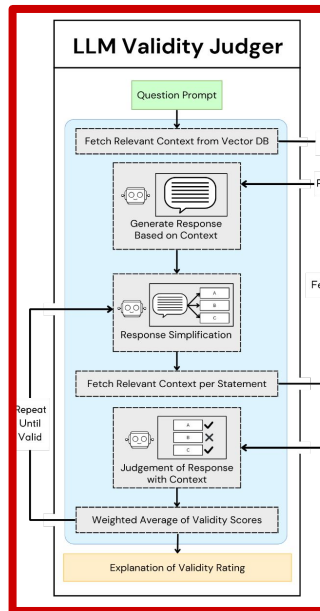 LLM Validity Judger
Question Prompt
Fetch Relevant Context from Vector DB
Generate Response
Based on Context
A
B
C
Response Simplification
Fetch Relevant Context per Statement
A
B
C
Judgement of Response
with Context
Repeat
Until
Valid
Weighted Average of Validity Scores
Explanation of Validity Rating